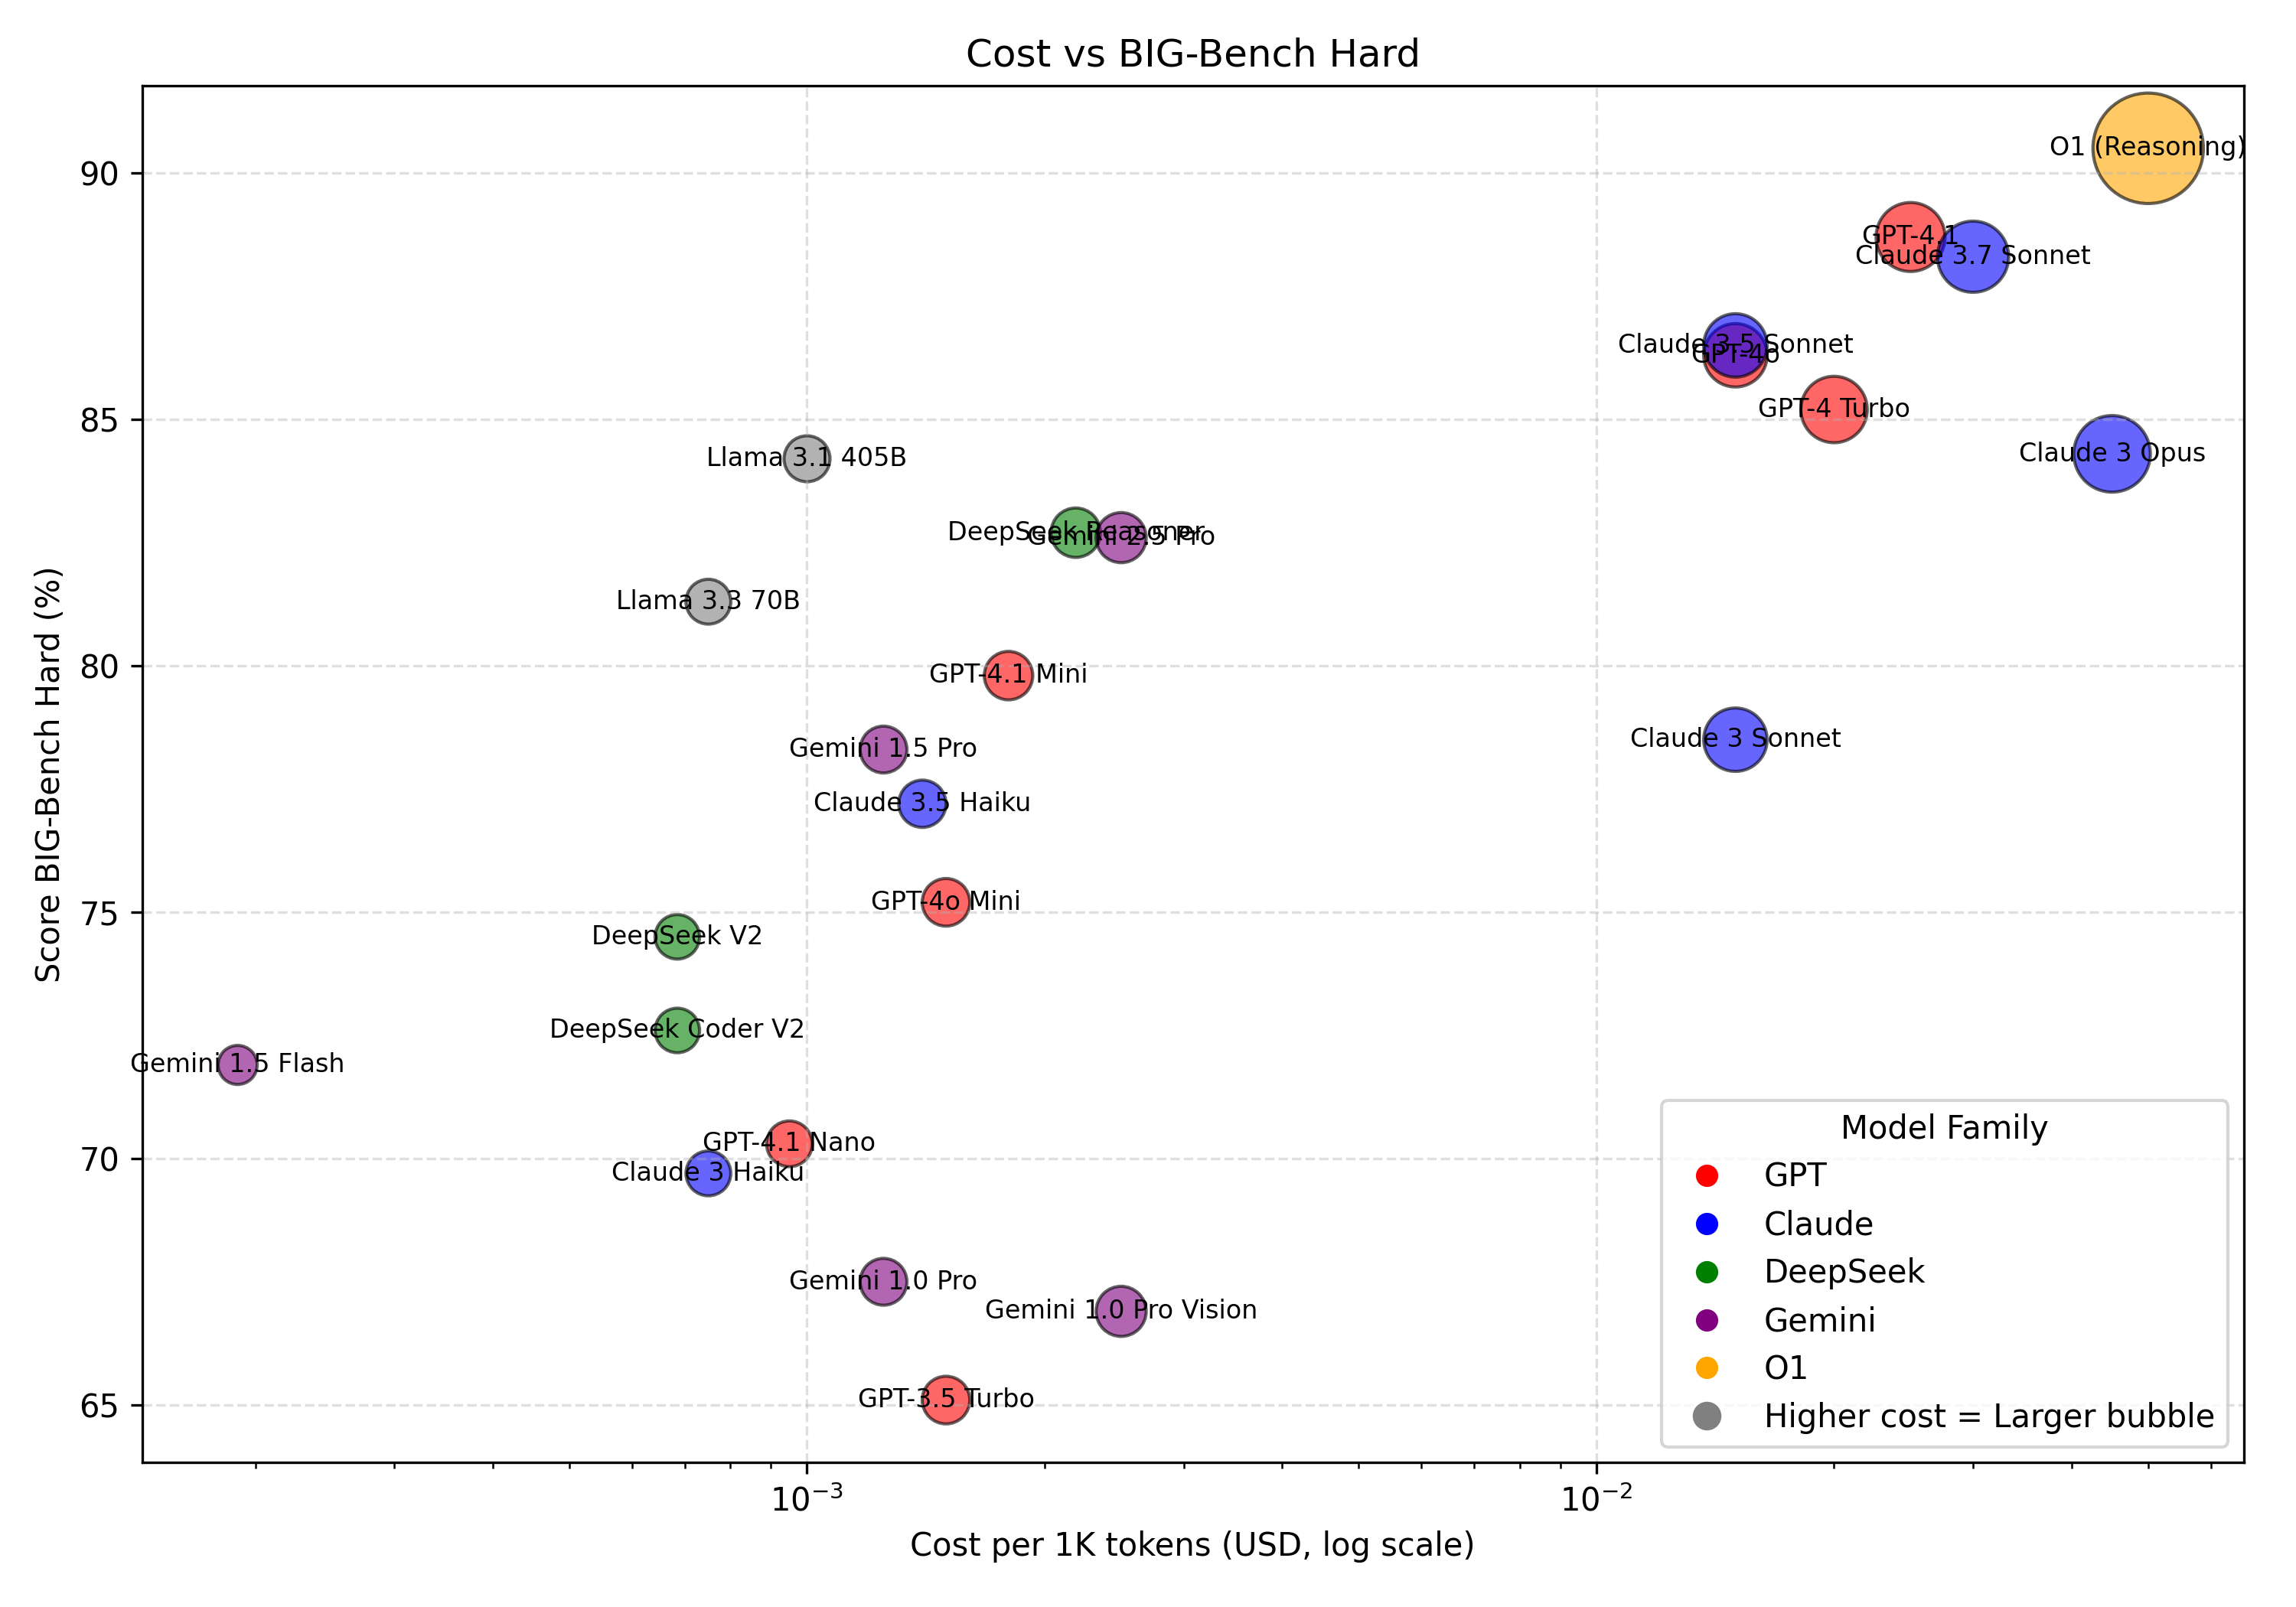 Cost vs BIG-Bench Hard
O1 (Reasoning)
90
GPT-4.1
Claude 3.7 Sonnet
Claude 3.5 Sonnet
GPT-4o
85
GPT-4 Turbo
Llama 3.1 405B
Claude 3 Opus
DeepSeek Reasoner
Gemini 2.5 Pro
Llama 3.3 70B
80
GPT-4.1 Mini
Gemini 1.5 Pro
Claude 3 Sonnet
Claude 3.5 Haiku
GPT-4o Mini
75
DeepSeek V2
DeepSeek Coder V2
Gemini 1.5 Flash
GPT-4.1 Nano
70
Claude 3 Haiku
Gemini 1.0 Pro
Gemini 1.0 Pro Vision
GPT-3.5 Turbo
65
Score BIG-Bench Hard (%)
Model Family
GPT
Claude
DeepSeek
Gemini
O1
Higher cost = Larger bubble
10⁻³
10⁻²
Cost per 1K tokens (USD, log scale)